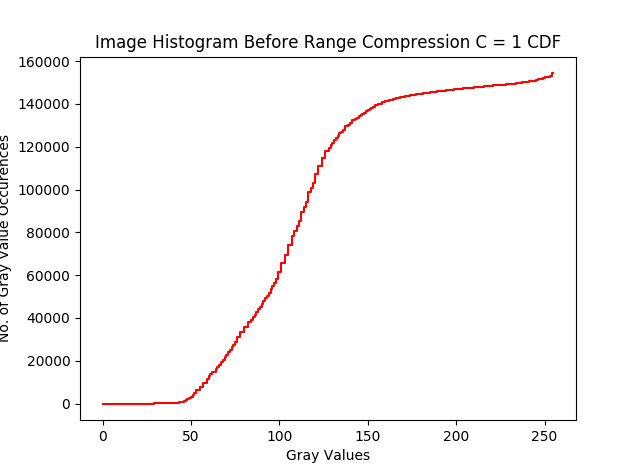 Image Histogram Before Range Compression C = 1 CDF
No. of Gray Value Occurences
160000
140000
120000
100000
80000
60000
40000
20000
0
0 50 100 150 200 250
Gray Values